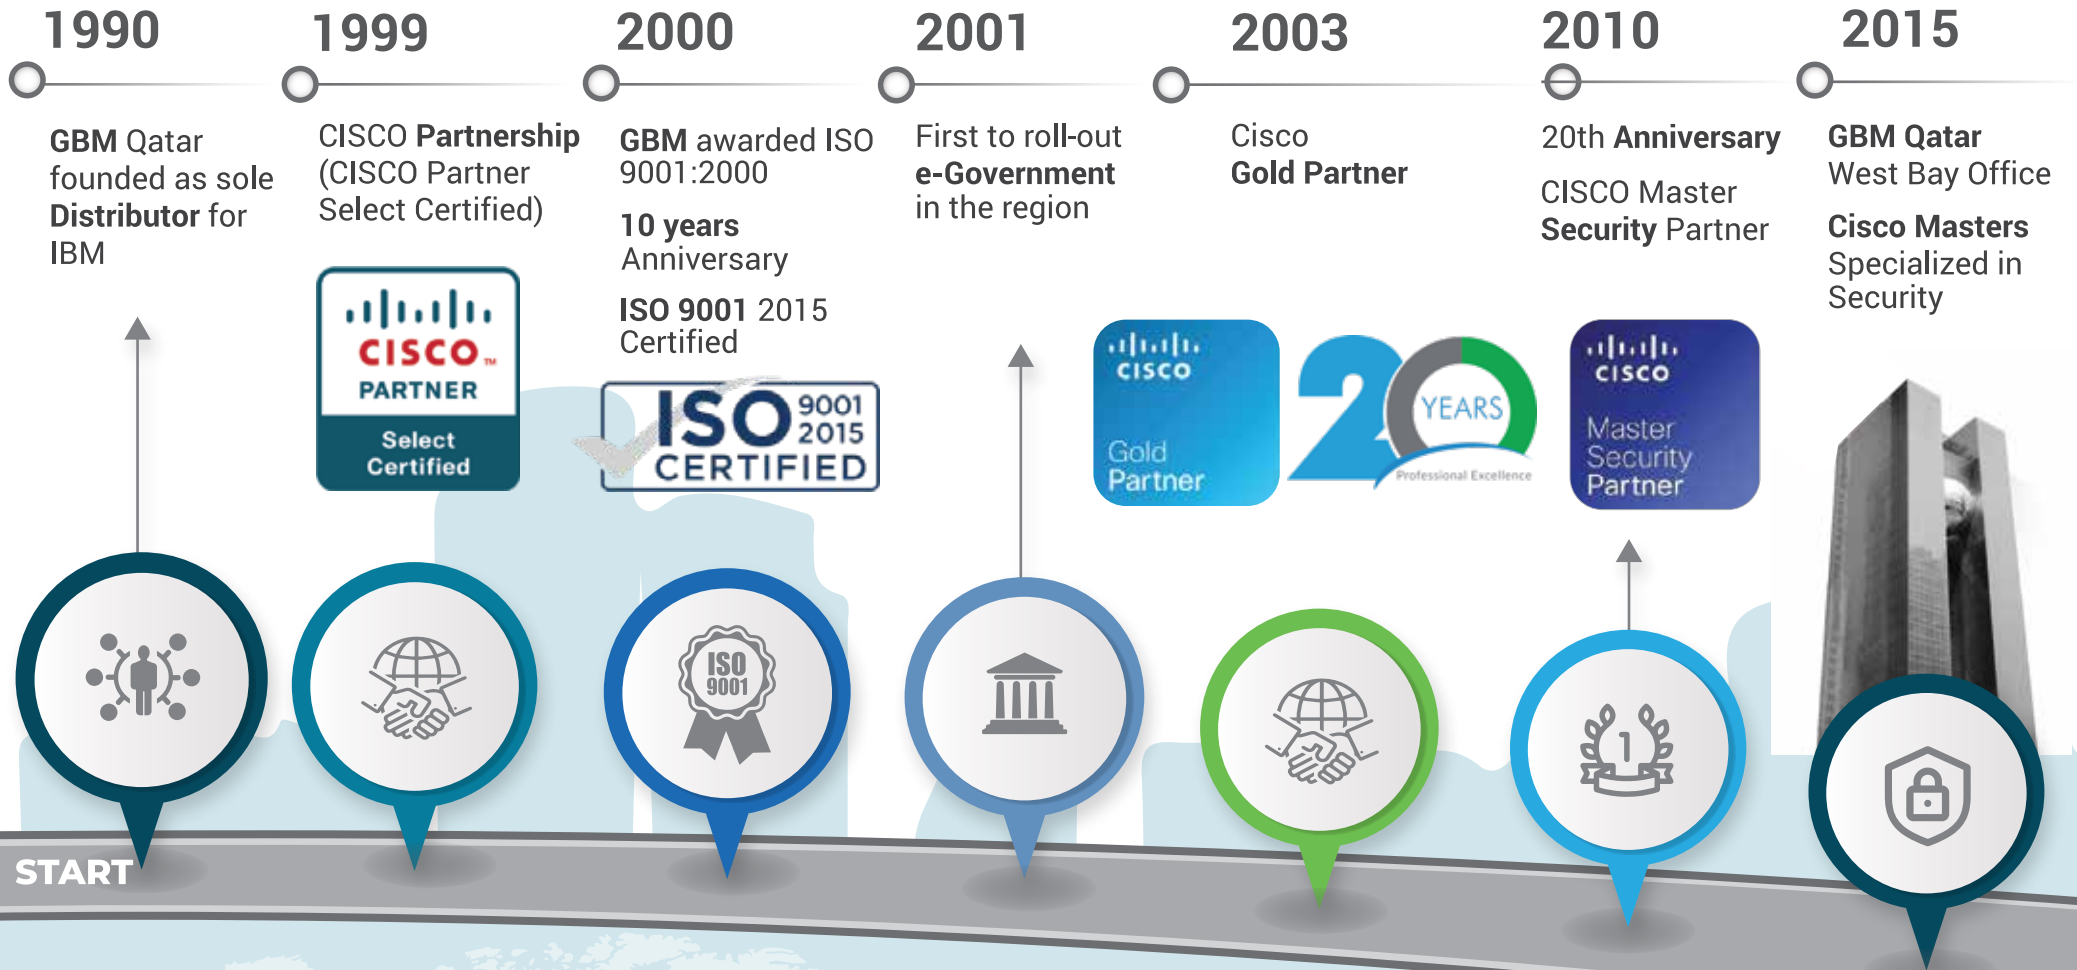 1990
GBM Qatar
founded as sole
Distributor for
IBM
1999
CISCO Partnership
(CISCO Partner
Select Certified)
CISCO™
PARTNER
Select
Certified
2000
GBM awarded ISO
9001:2000
10 years
Anniversary
ISO 9001 2015
Certified
ISO 9001
2015
CERTIFIED
2001
First to roll-out
e-Government
in the region
2003
Cisco
Gold Partner
CISCO
Gold
Partner
20 YEARS
Professional Excellence
2010
20th Anniversary
CISCO Master
Security Partner
CISCO
Master
Security
Partner
2015
GBM Qatar
West Bay Office
Cisco Masters
Specialized in
Security
ISO
9001
1
START